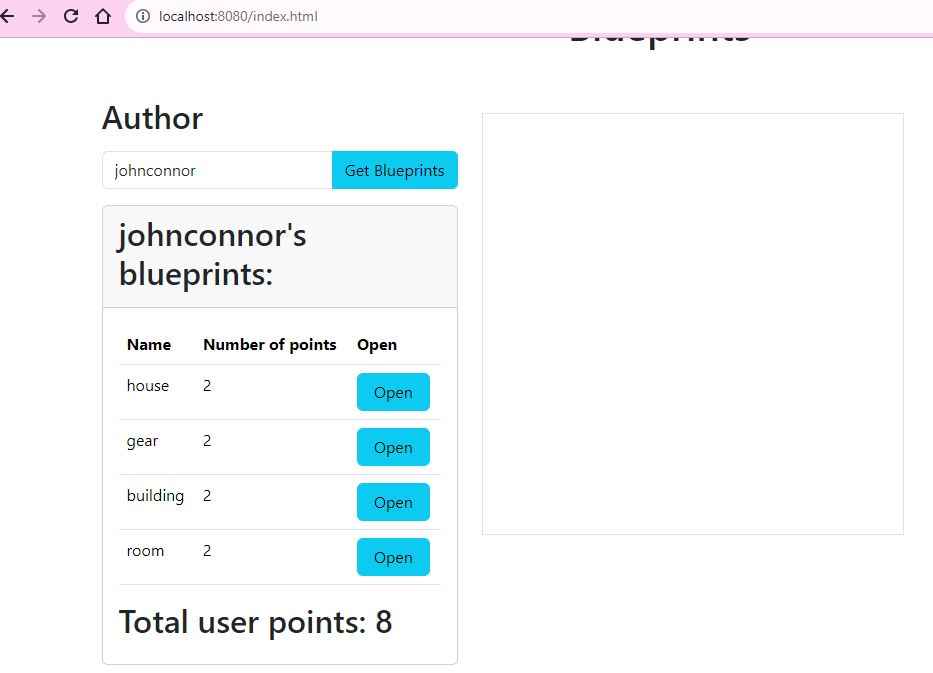 localhost:8080/index.html
Blueprints
Author
johnconnor Get Blueprints
johnconnor's
blueprints:
Name Number of points Open
house 2 Open
gear 2 Open
building 2 Open
room 2 Open
Total user points: 8